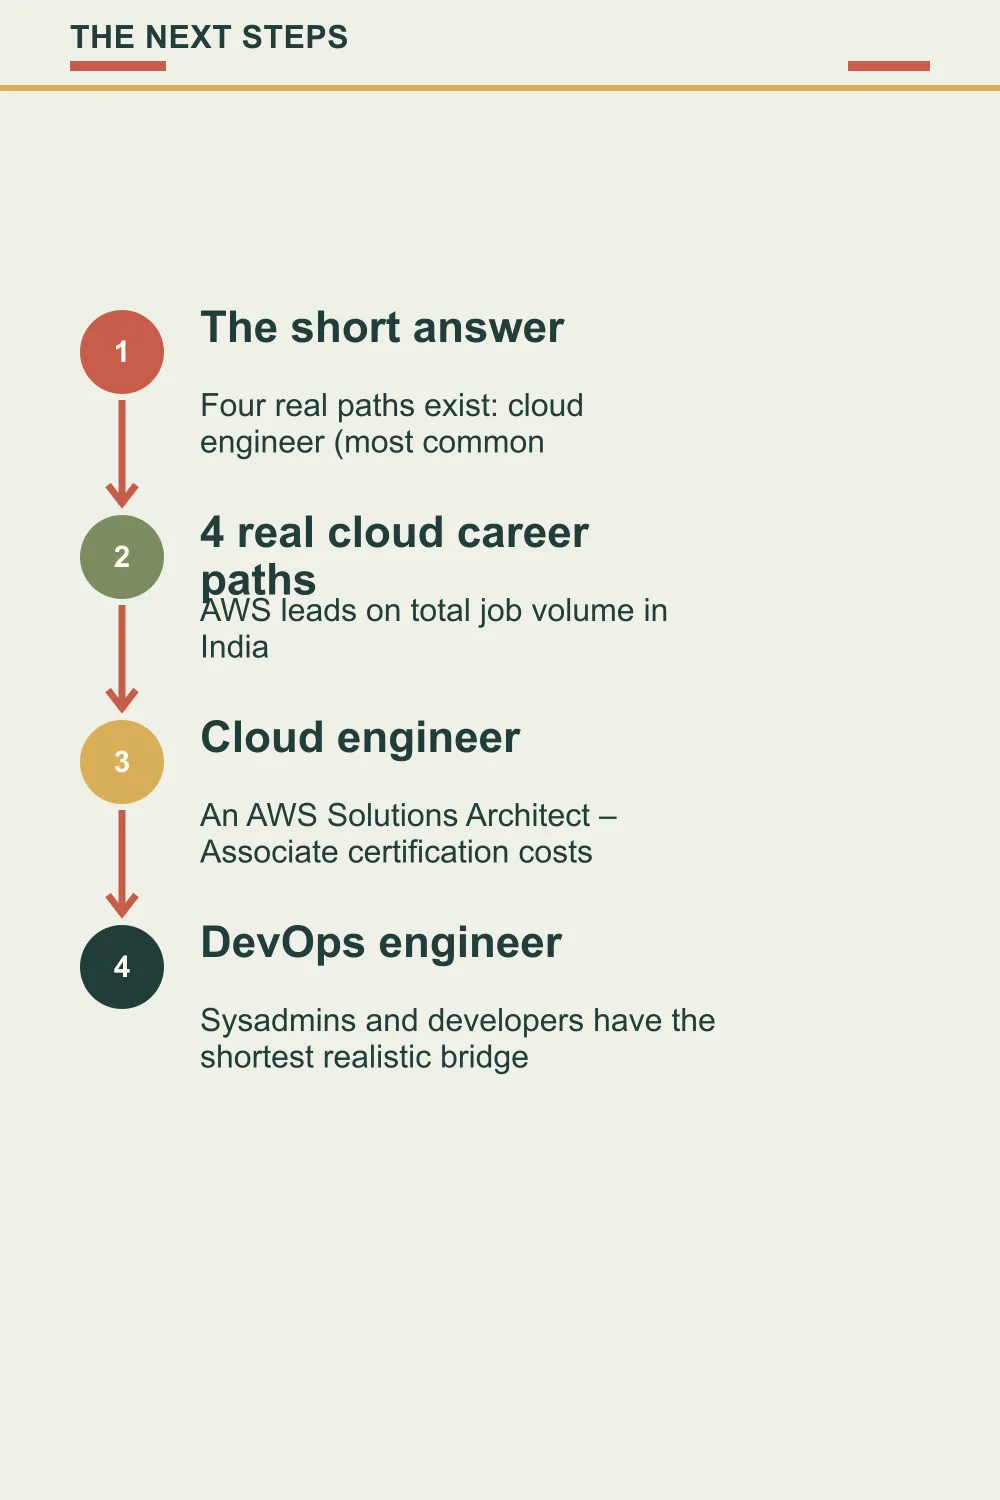 THE NEXT STEPS
1
The short answer
Four real paths exist: cloud
engineer (most common
2
4 real cloud career
paths
AWS leads on total job volume in
India
3
Cloud engineer
An AWS Solutions Architect –
Associate certification costs
4
DevOps engineer
Sysadmins and developers have the
shortest realistic bridge